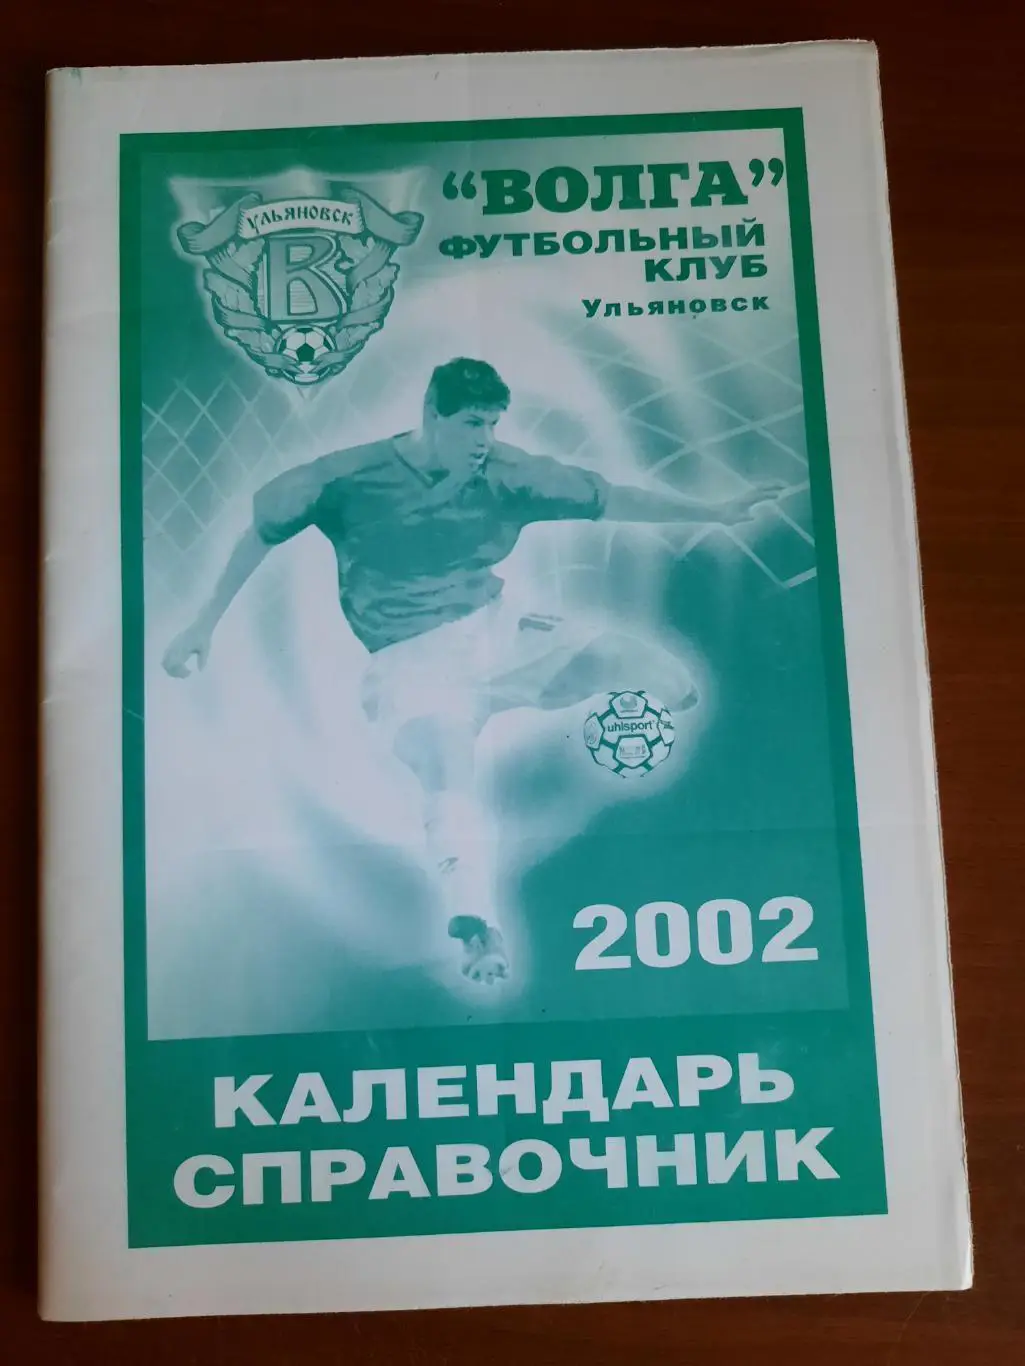 УЛЬЯНОВСК
В
"ВОЛГА"
ФУТБОЛЬНЫЙ
КЛУБ
Ульяновск
uhlsport
2002
КАЛЕНДАРЬ
СПРАВОЧНИК